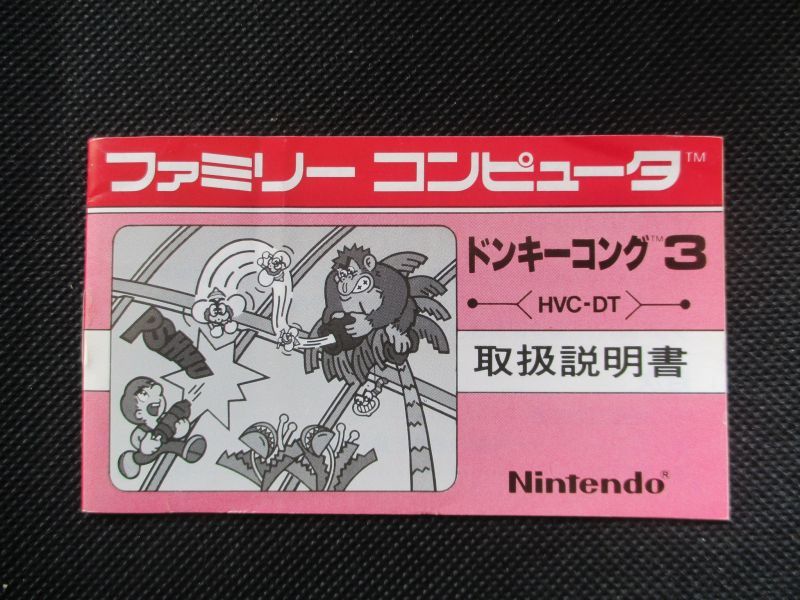 ファミリー コンピュータ™
ドンキーコング™3
HVC-DT
取扱説明書
PSHHH
Nintendo®